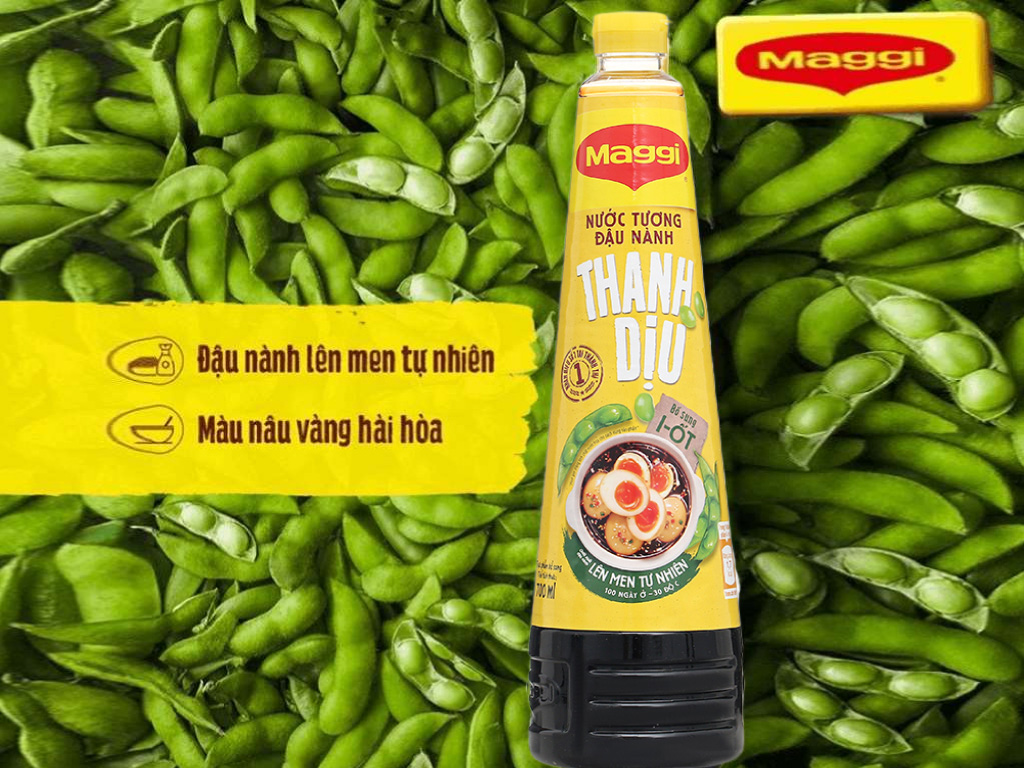 Maggi
Maggi
NƯỚC TƯƠNG
ĐẬU NÀNH
THANH
DỊU
Đậu nành lên men tự nhiên
Màu nâu vàng hài hòa
1
Bổ sung
I-ỐT
LÊN MEN TỰ NHIÊN
100 NGÀY Ở ~30 ĐỘ C
700 ml